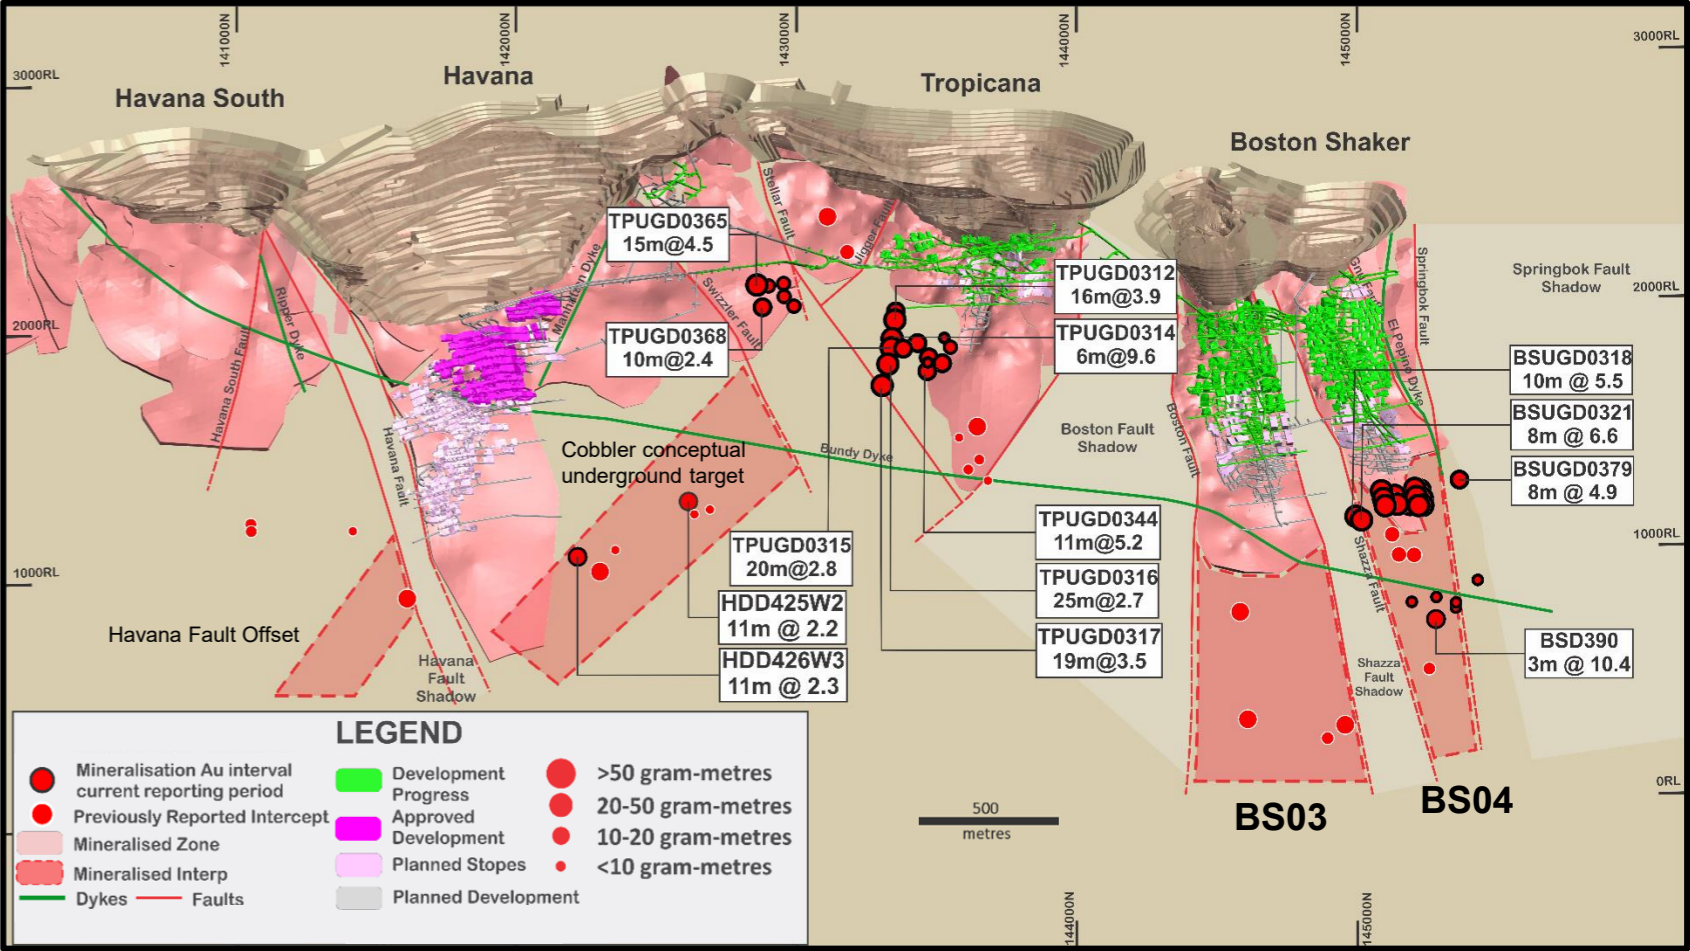 141000N
142000N
143000N
144000N
145000N
3000RL
3000RL
Havana South
Havana
Tropicana
Boston Shaker
TPUGD0365
15m@4.5
Stellar Fault
Jigger Fault
TPUGD0312
16m@3.9
Springbok Fault
Springbok Fault
Shadow
2000RL
2000RL
Ripper Dyke
Manhatten Dyke
Swizzler Fault
TPUGD0368
10m@2.4
TPUGD0314
6m@9.6
El Pepino Dyke
BSUGD0318
10m @ 5.5
Havana South Fault
Havana Fault
Cobbler conceptual
underground target
Bundy Dyke
Boston Fault
Shadow
Boston Fault
BSUGD0321
8m @ 6.6
BSUGD0379
8m @ 4.9
TPUGD0315
20m@2.8
TPUGD0344
11m@5.2
Shazza Fault
1000RL
1000RL
HDD425W2
11m @ 2.2
TPUGD0316
25m@2.7
Havana Fault Offset
HDD426W3
11m @ 2.3
TPUGD0317
19m@3.5
BSD390
3m @ 10.4
Havana
Fault
Shadow
Shazza
Fault
Shadow
LEGEND
Mineralisation Au interval
current reporting period
Previously Reported Intercept
Mineralised Zone
Mineralised Interp
Dykes
Faults
Development
Progress
Approved
Development
Planned Stopes
Planned Development
>50 gram-metres
20-50 gram-metres
10-20 gram-metres
<10 gram-metres
500
metres
BS03
BS04
0RL
144000N
145000N